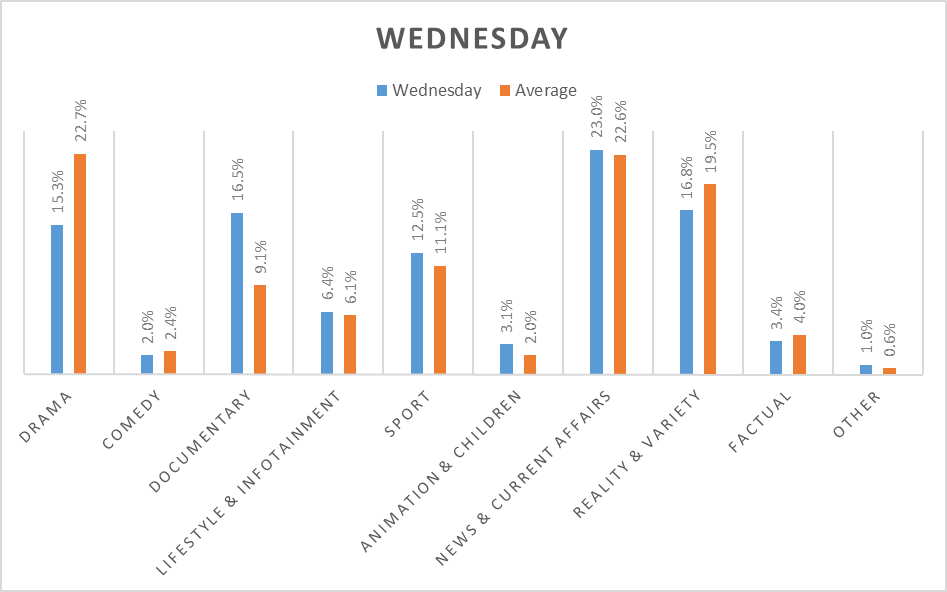 WEDNESDAY
Wednesday Average
15.3% 22.7%
2.0% 2.4%
16.5% 9.1%
6.4% 6.1%
12.5% 11.1%
3.1% 2.0%
23.0% 22.6%
16.8% 19.5%
3.4% 4.0%
1.0% 0.6%
DRAMA
COMEDY
DOCUMENTARY
LIFESTYLE & INFOTAINMENT
SPORT
ANIMATION & CHILDREN
NEWS & CURRENT AFFAIRS
REALITY & VARIETY
FACTUAL
OTHER